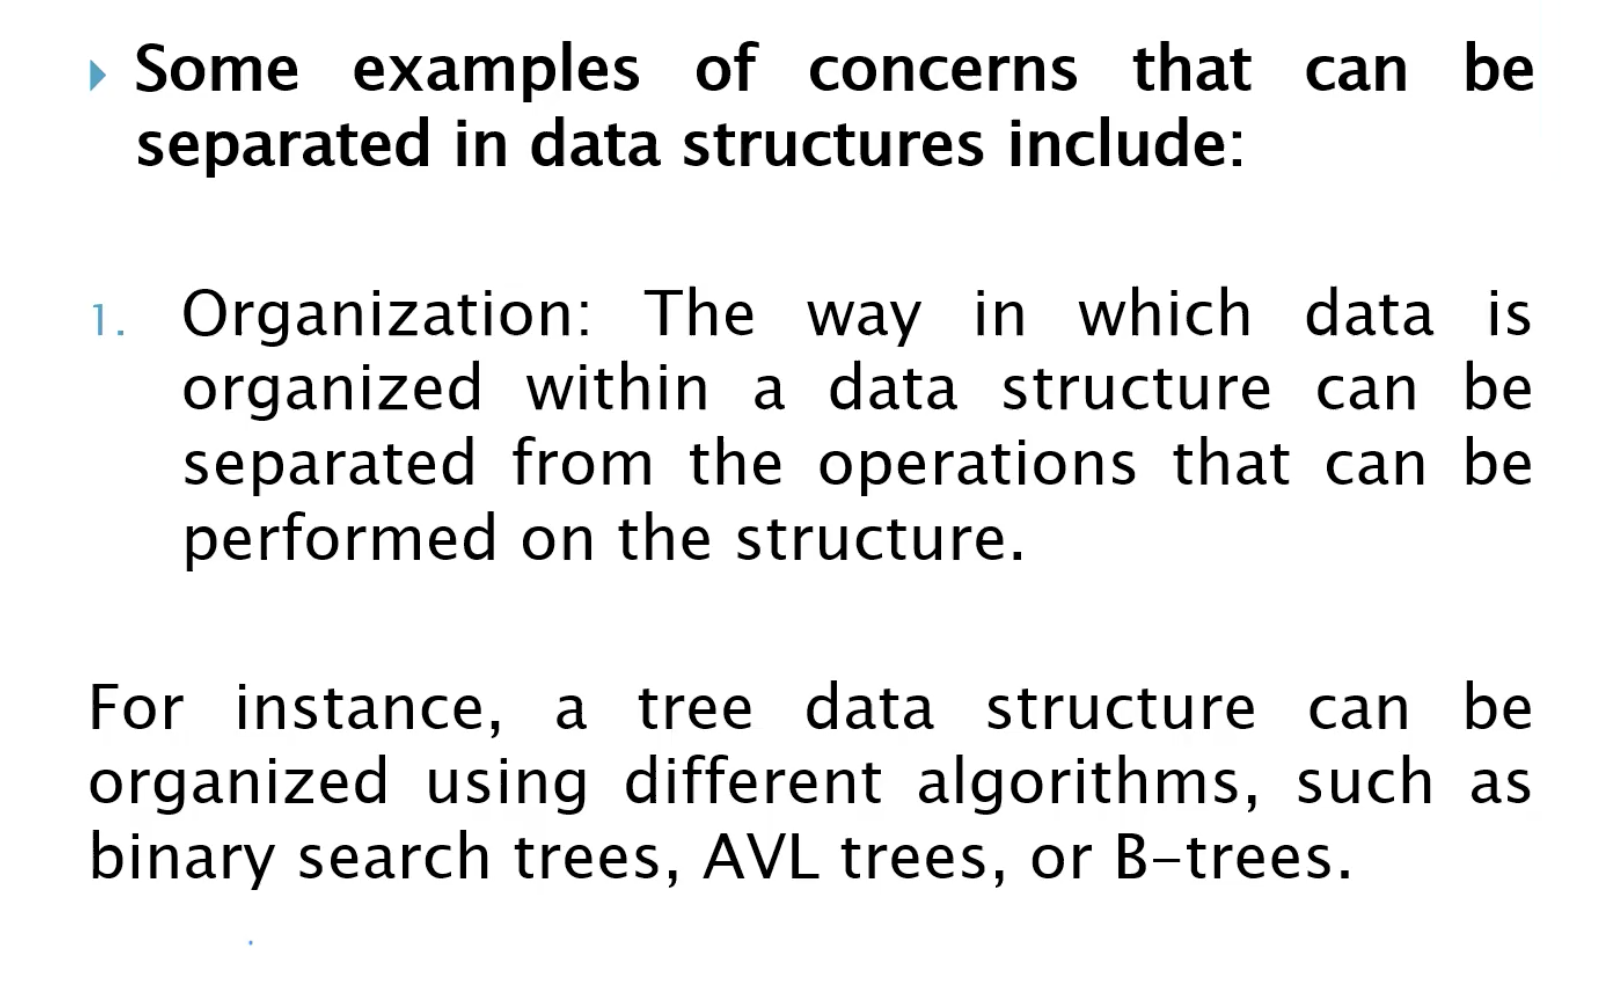 Some examples of concerns that can be
separated in data structures include:
1. Organization: The way in which data is
organized within a data structure can be
separated from the operations that can be
performed on the structure.
For instance, a tree data structure can be
organized using different algorithms, such as
binary search trees, AVL trees, or B-trees.